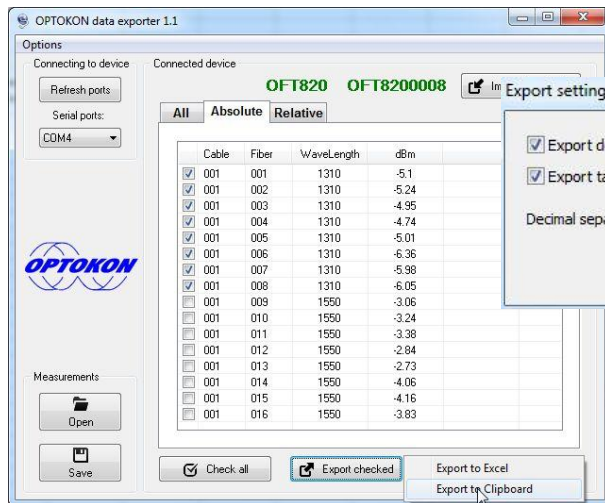 OPTOKON data exporter 1.1
Options
Connecting to device
Refresh ports
Serial ports:
COM4
Connected device
OFT820 OFT8200008
Export setting
All Absolute Relative
Cable Fiber WaveLength dBm
001 001 1310 -5.1
001 002 1310 -5.24
001 003 1310 -4.95
001 004 1310 -4.74
001 005 1310 -5.01
001 006 1310 -6.36
001 007 1310 -5.98
001 008 1310 -6.05
001 009 1550 -3.06
001 010 1550 -3.24
001 011 1550 -3.38
001 012 1550 -2.84
001 013 1550 -2.73
001 014 1550 -4.06
001 015 1550 -4.16
001 016 1550 -3.83
Export
Export
Decimal
OPTOKON
Measurements
Open
Save
Check all
Export checked
Export to Excel
Export to Clipboard